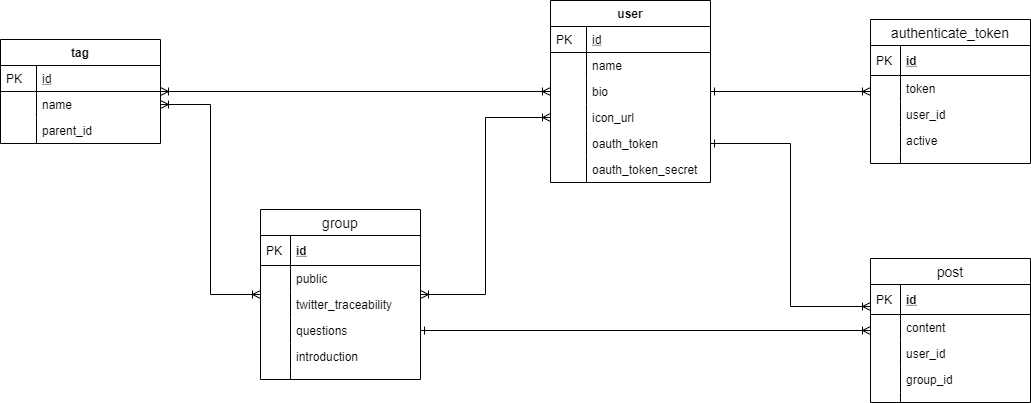 tag
PK id
name
parent_id
user
PK id
name
bio
icon_url
oauth_token
oauth_token_secret
authenticate_token
PK id
token
user_id
active
group
PK id
public
twitter_traceability
questions
introduction
post
PK id
content
user_id
group_id